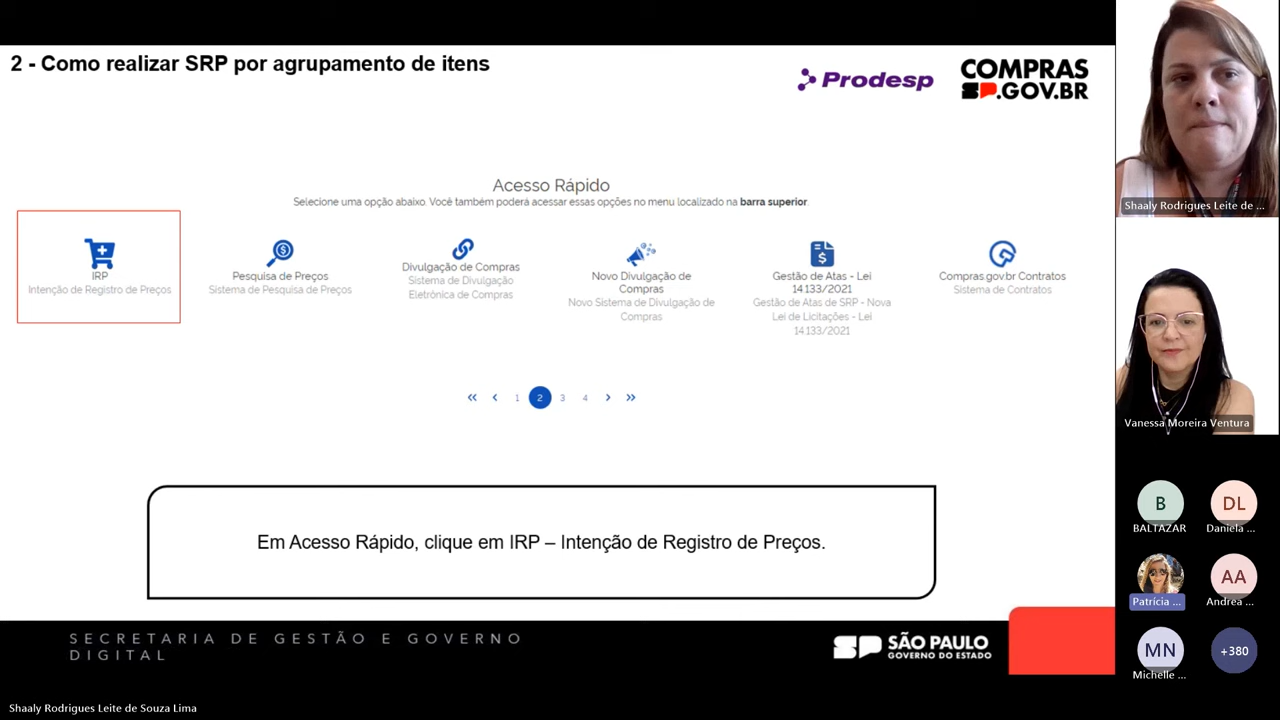 2 - Como realizar SRP por agrupamento de itens
Prodesp
COMPRAS
SP.GOV.BR
Acesso Rápido
Selecione uma opção abaixo. Você também poderá acessar essas opções no menu localizado na barra superior.
IRP
Intenção de Registro de Preços
Pesquisa de Preços
Sistema de Pesquisa de Preços
Divulgação de Compras
Sistema de Divulgação
Eletrônica de Compras
Novo Divulgação de
Compras
Novo Sistema de Divulgação de
Compras
Gestão de Atas - Lei
14.133/2021
Gestão de Atas de SRP - Nova
Lei de Licitações - Lei
14.133/2021
Compras.gov.br Contratos
Sistema de Contratos
1 2 3 4
Em Acesso Rápido, clique em IRP – Intenção de Registro de Preços.
SECRETARIA DE GESTÃO E GOVERNO
DIGITAL
SP SÃO PAULO
GOVERNO DO ESTADO
Shaaly Rodrigues Leite de ...
Vanessa Moreira Ventura
B
BALTAZAR
DL
Daniela ...
Patrícia ...
AA
Andrea ...
MN
Michelle ...
+380
Shaaly Rodrigues Leite de Souza Lima